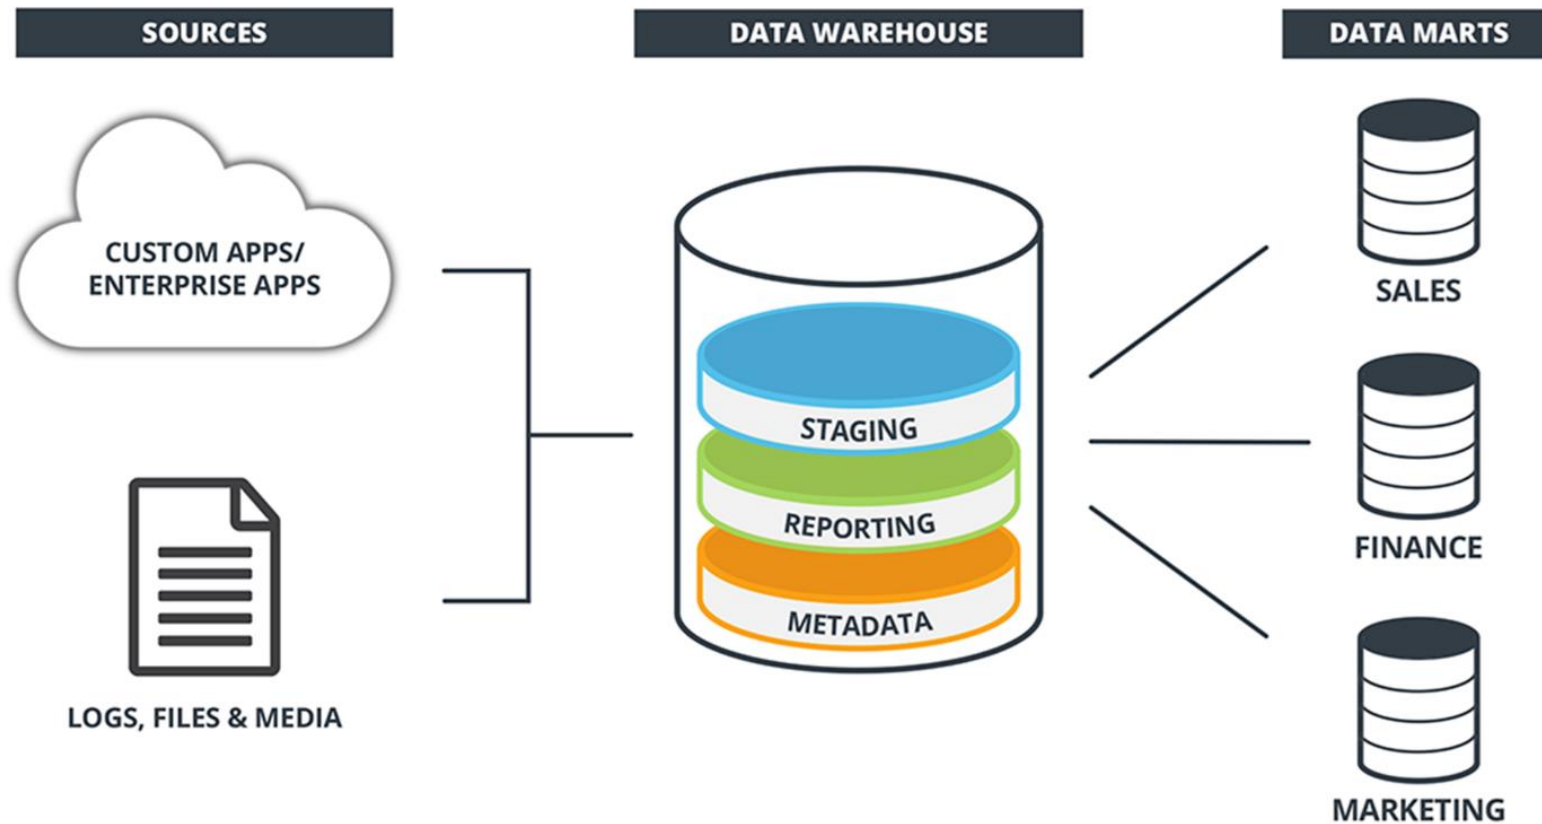 SOURCES
DATA WAREHOUSE
DATA MARTS
CUSTOM APPS/
ENTERPRISE APPS
LOGS, FILES & MEDIA
STAGING
REPORTING
METADATA
SALES
FINANCE
MARKETING